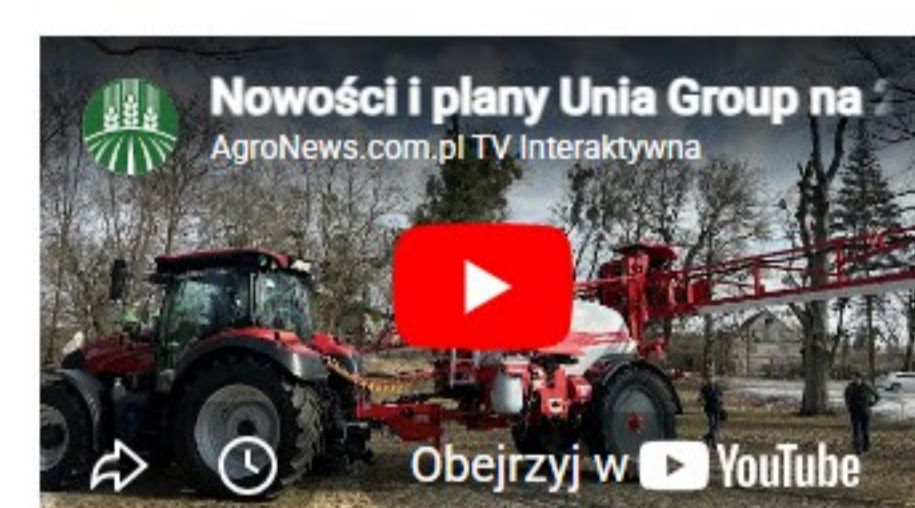 Nowości i plany Unia Group na
AgroNews.com.pl TV Interaktywna
Obejrzyj w YouTube